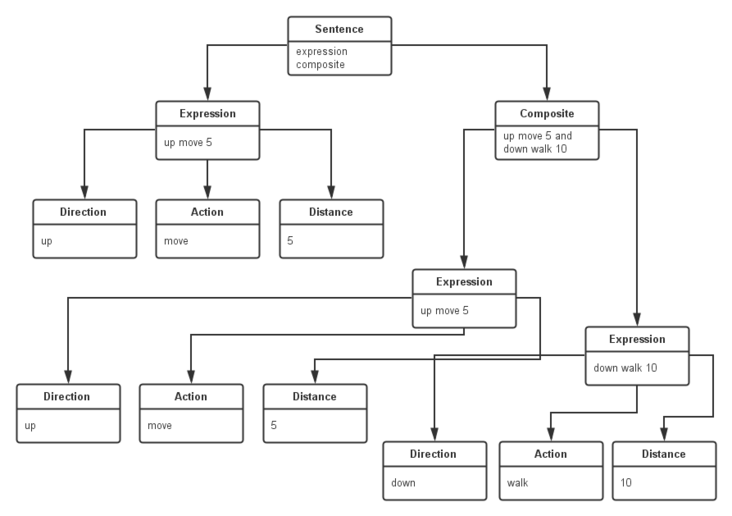 Sentence
expression
composite
Expression
up move 5
Composite
up move 5 and
down walk 10
Direction
up
Action
move
Distance
5
Expression
up move 5
Expression
down walk 10
Direction
up
Action
move
Distance
5
Direction
down
Action
walk
Distance
10